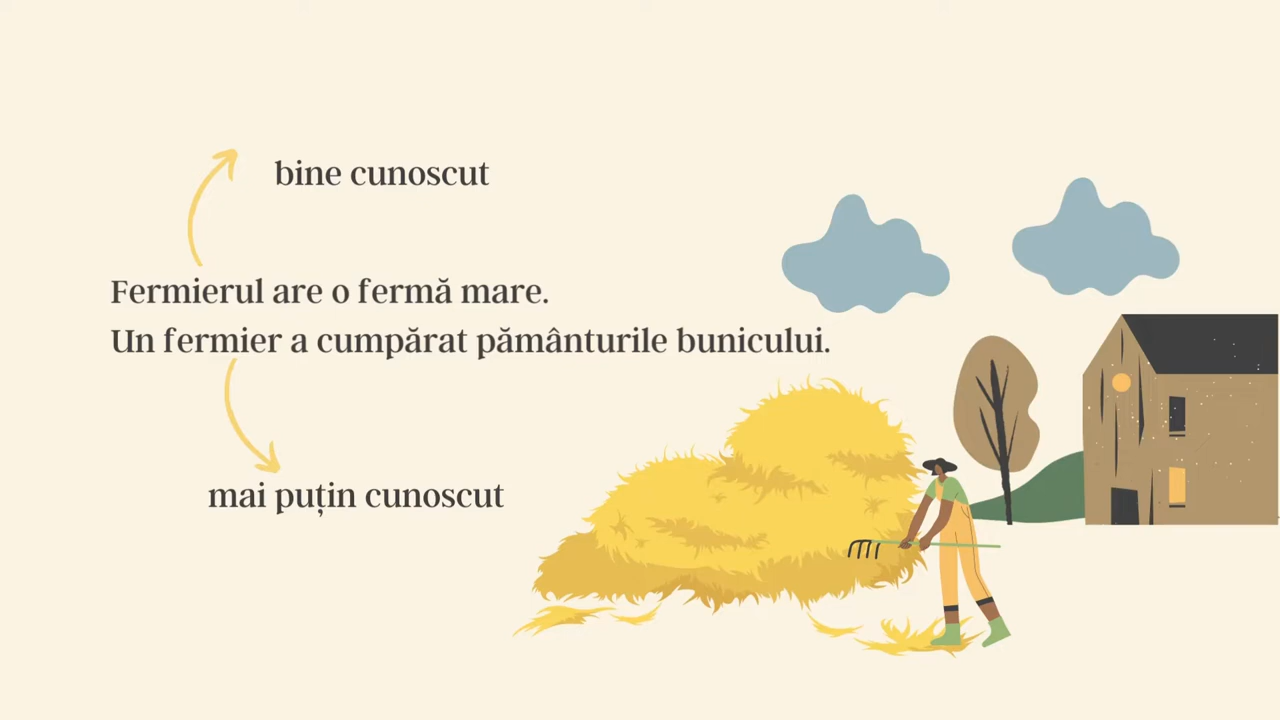 bine cunoscut
Fermierul are o fermă mare.
Un fermier a cumpărat pământurile bunicului.
mai puțin cunoscut